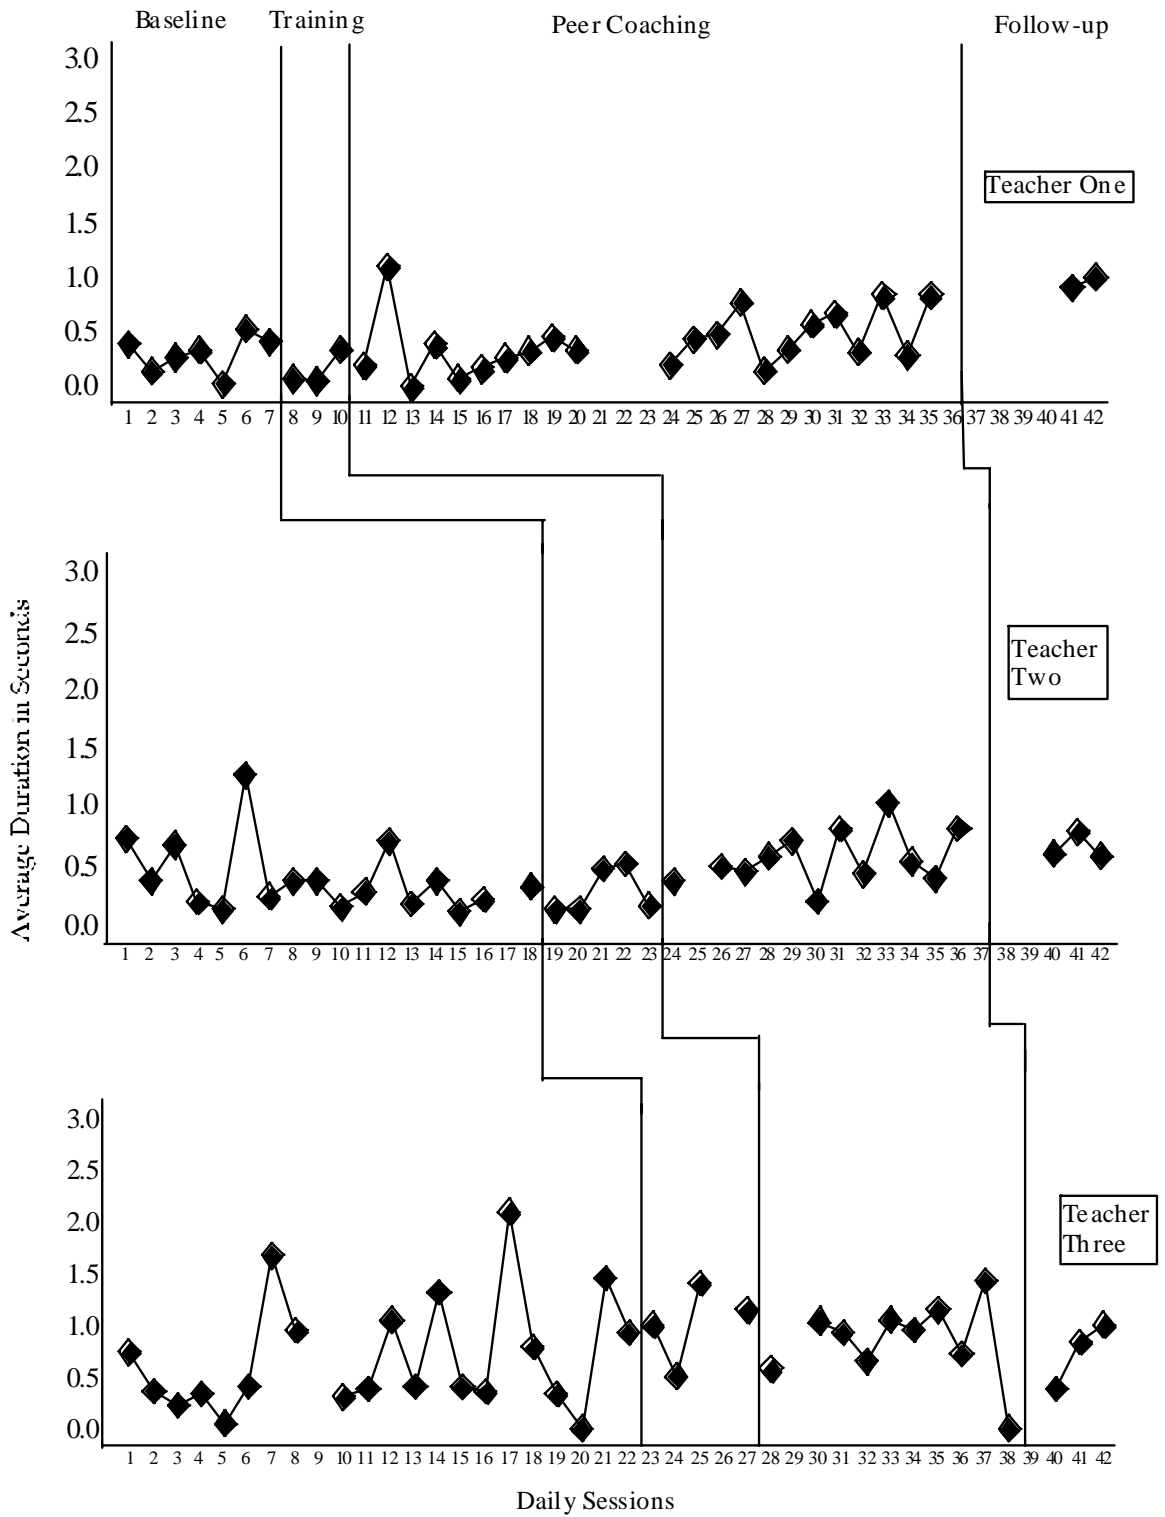 Baseline Training Peer Coaching Follow-up
3.0
2.5
2.0
1.5
1.0
0.5
0.0
Teacher One
1 2 3 4 5 6 7 8 9 10 11 12 13 14 15 16 17 18 19 20 21 22 23 24 25 26 27 28 29 30 31 32 33 34 35 36 37 38 39 40 41 42
Average Duration in Seconds
3.0
2.5
2.0
1.5
1.0
0.5
0.0
Teacher
Two
1 2 3 4 5 6 7 8 9 10 11 12 13 14 15 16 17 18 19 20 21 22 23 24 25 26 27 28 29 30 31 32 33 34 35 36 37 38 39 40 41 42
3.0
2.5
2.0
1.5
1.0
0.5
0.0
Teacher
Three
1 2 3 4 5 6 7 8 9 10 11 12 13 14 15 16 17 18 19 20 21 22 23 24 25 26 27 28 29 30 31 32 33 34 35 36 37 38 39 40 41 42
Daily Sessions